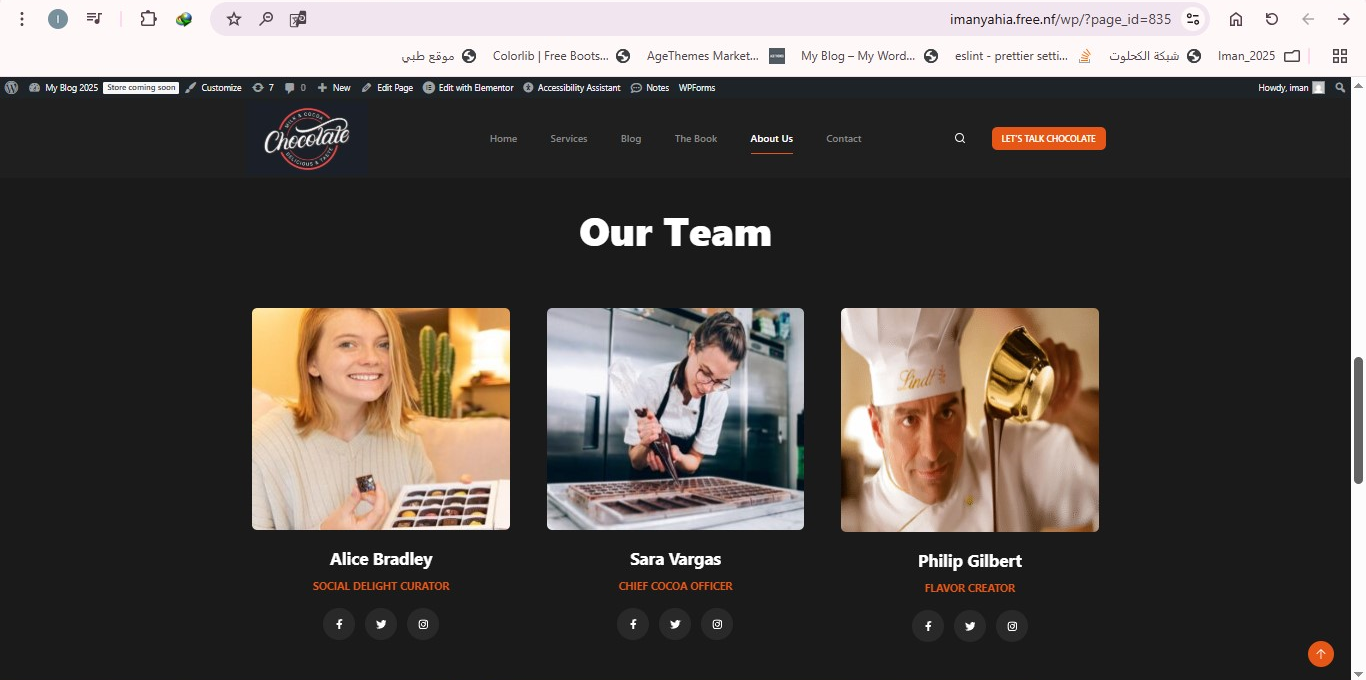 imanyahia.free.nf/wp/?page_id=835
I
موقع طبي
Colorlib | Free Boots...
AgeThemes Market...
My Blog – My Word...
eslint - prettier setti...
شبكة الكحلوت
Iman_2025
My Blog 2025 Store coming soon Customize 7 0 New Edit Page Edit with Elementor Accessibility Assistant Notes WPForms Howdy, iman
MILK & COCOA
Chocolate
DELICIOUS & TASTE
Home Services Blog The Book About Us Contact LET'S TALK CHOCOLATE
Our Team
Lindt
Alice Bradley
SOCIAL DELIGHT CURATOR
Sara Vargas
CHIEF COCOA OFFICER
Philip Gilbert
FLAVOR CREATOR